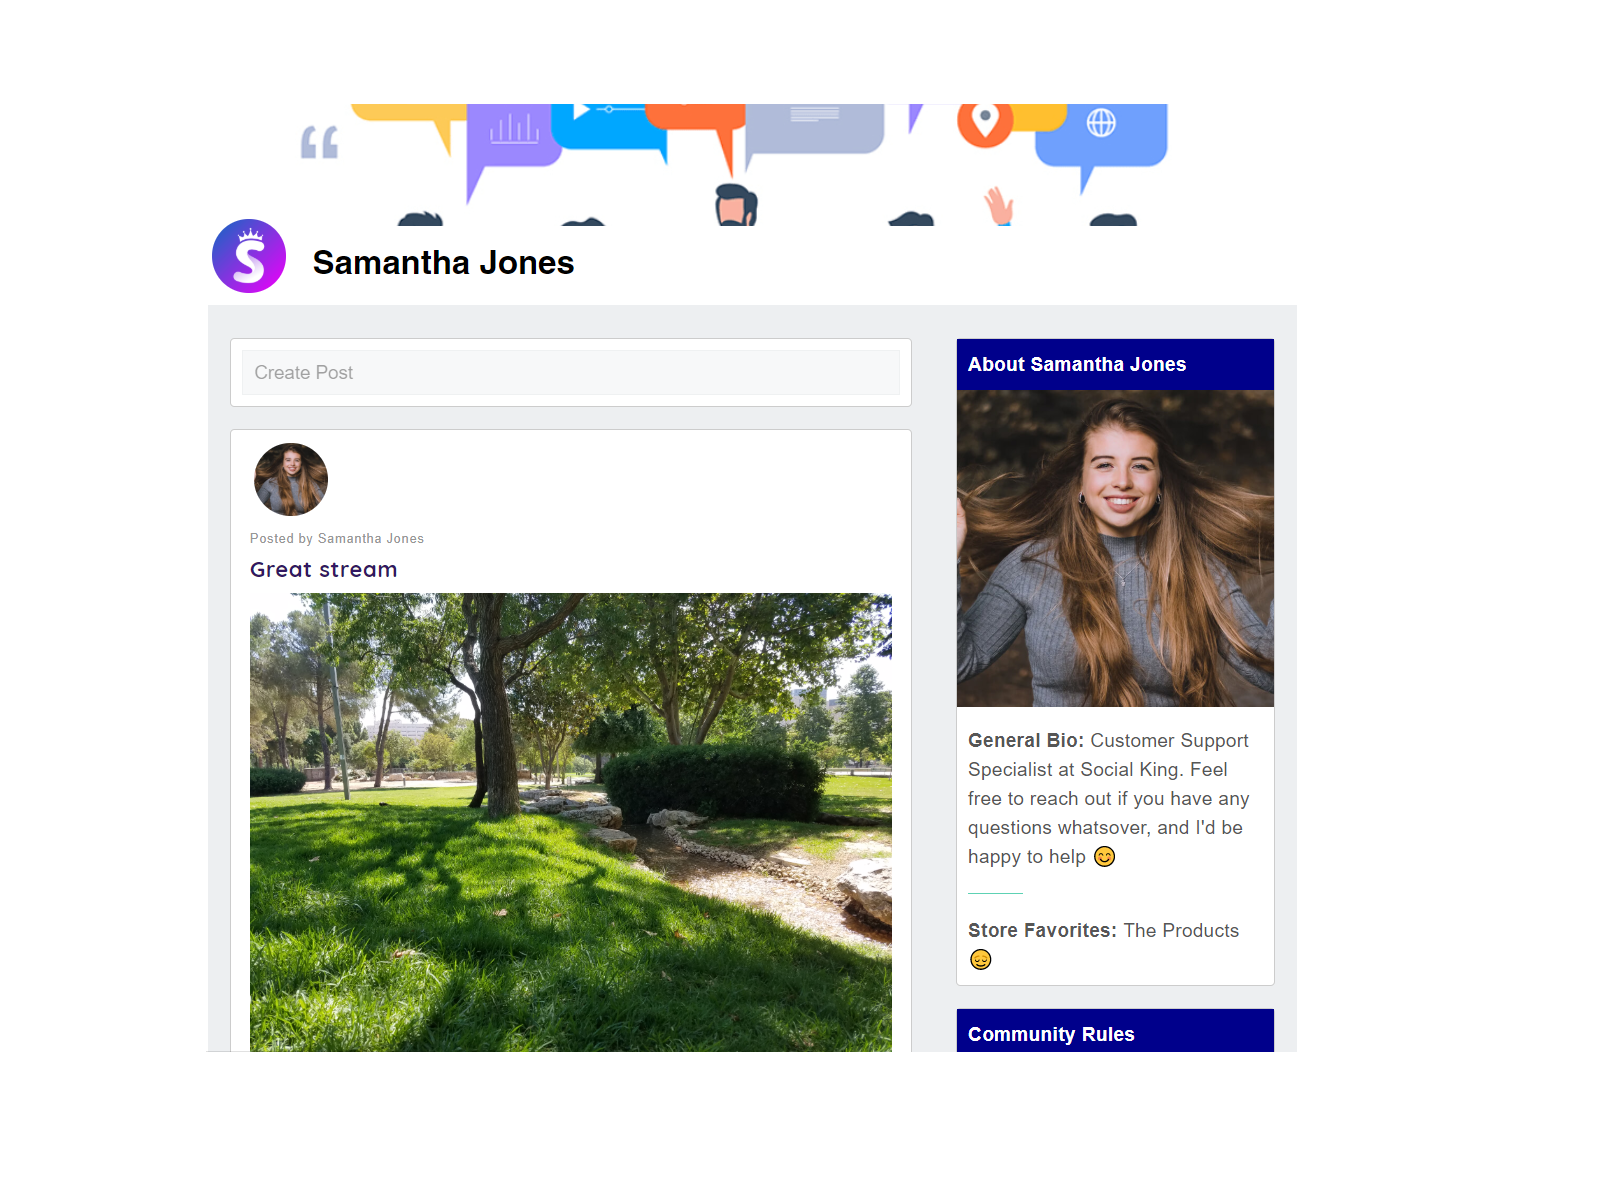 “
S
Samantha Jones
Create Post
Posted by Samantha Jones
Great stream
About Samantha Jones
General Bio: Customer Support
Specialist at Social King. Feel
free to reach out if you have any
questions whatsover, and I'd be
happy to help 😊
Store Favorites: The Products
😌
Community Rules